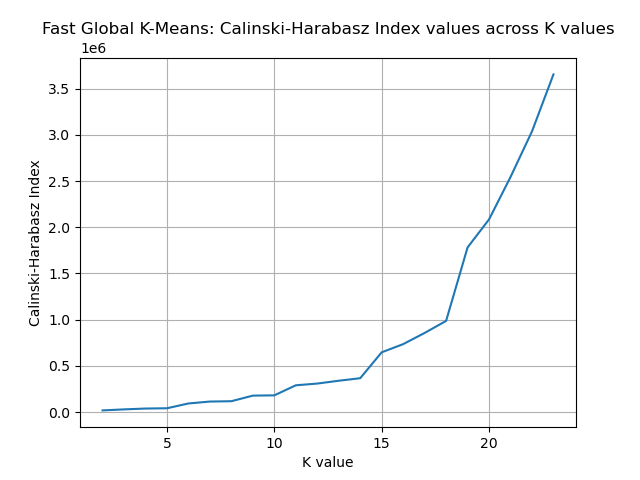 Fast Global K-Means: Calinski-Harabasz Index values across K values
1e6
3.5
3.0
2.5
2.0
1.5
1.0
0.5
0.0
Calinski-Harabasz Index
5 10 15 20
K value